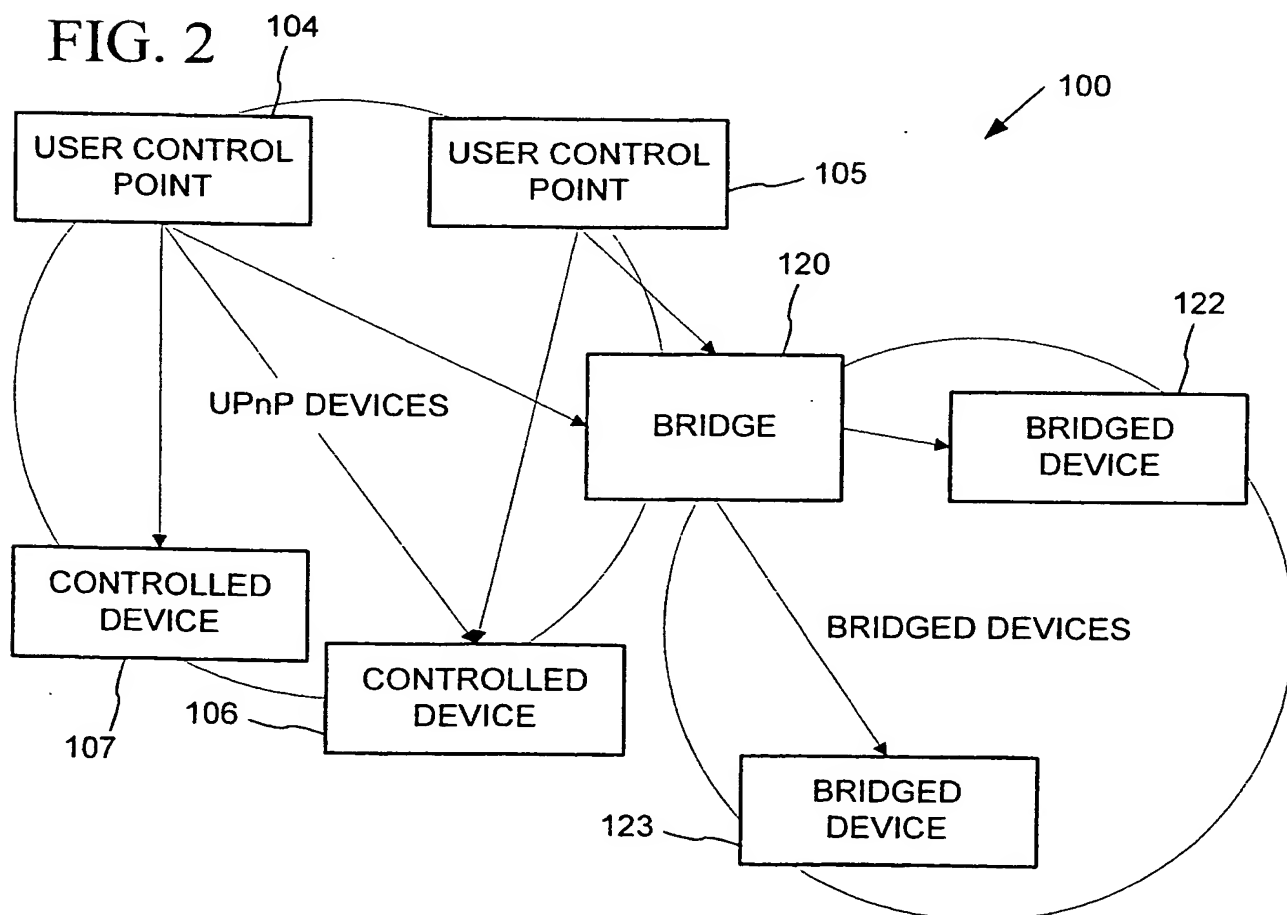 FIG. 2
104
100
USER CONTROL
POINT
USER CONTROL
POINT
105
120
122
UPnP DEVICES
BRIDGE
BRIDGED
DEVICE
CONTROLLED
DEVICE
107
CONTROLLED
DEVICE
106
BRIDGED DEVICES
BRIDGED
DEVICE
123